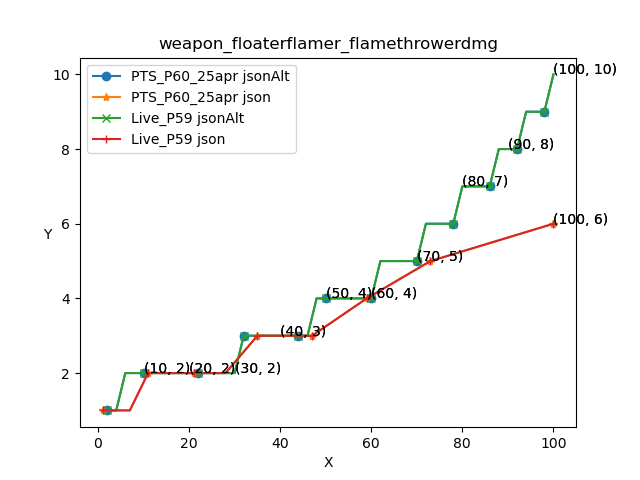 weapon_floaterflamer_flamethrowerdmg
PTS_P60_25apr jsonAlt
PTS_P60_25apr json
Live_P59 jsonAlt
Live_P59 json
10
8
6
4
2
Y
(100, 10)
(90, 8)
(80, 7)
(100, 6)
(70, 5)
(50, 4)
(60, 4)
(40, 3)
(10, 2)
(20, 2)
(30, 2)
0 20 40 60 80 100
X